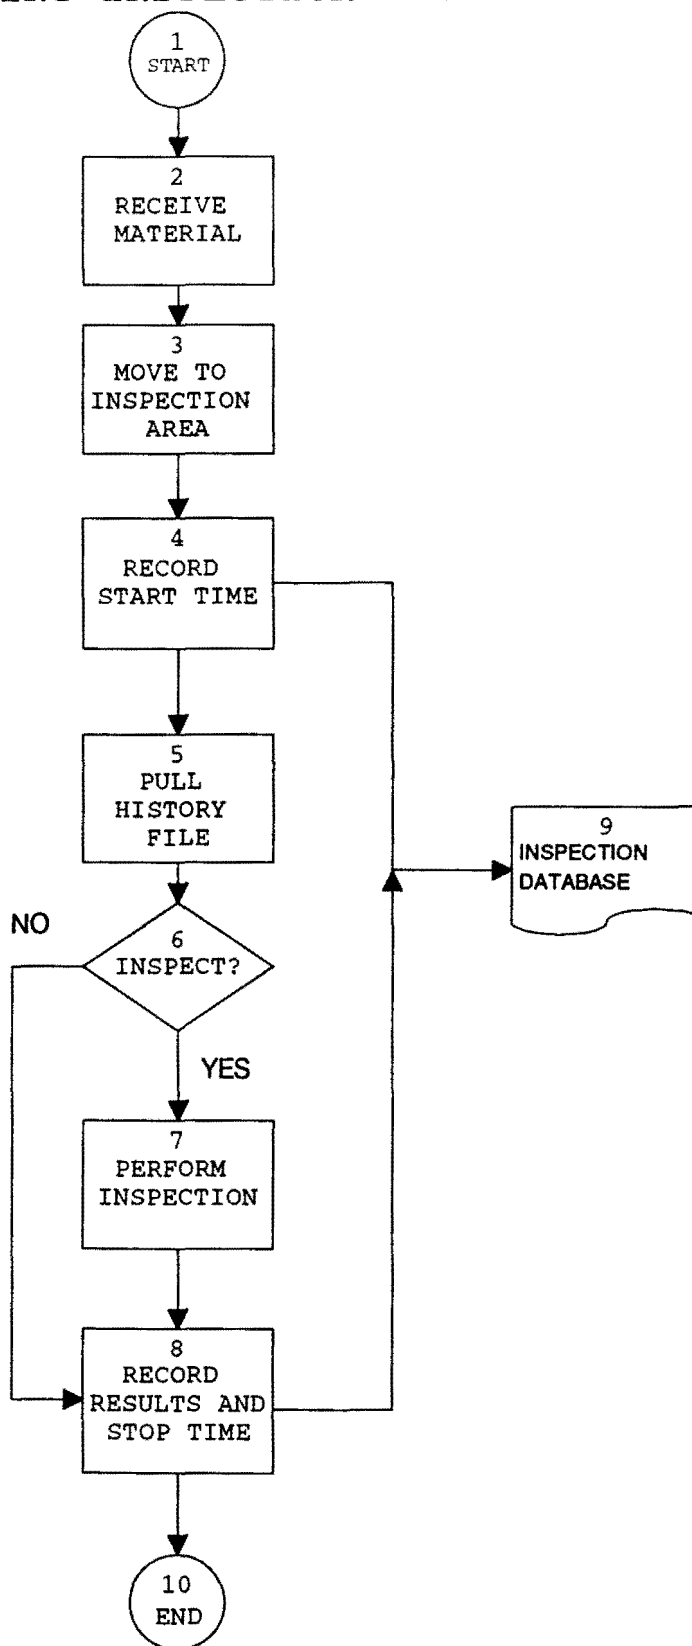 1
START
2
RECEIVE
MATERIAL
3
MOVE TO
INSPECTION
AREA
4
RECORD
START TIME
5
PULL
HISTORY
FILE
9
INSPECTION
DATABASE
NO
6
INSPECT?
YES
7
PERFORM
INSPECTION
8
RECORD
RESULTS AND
STOP TIME
10
END